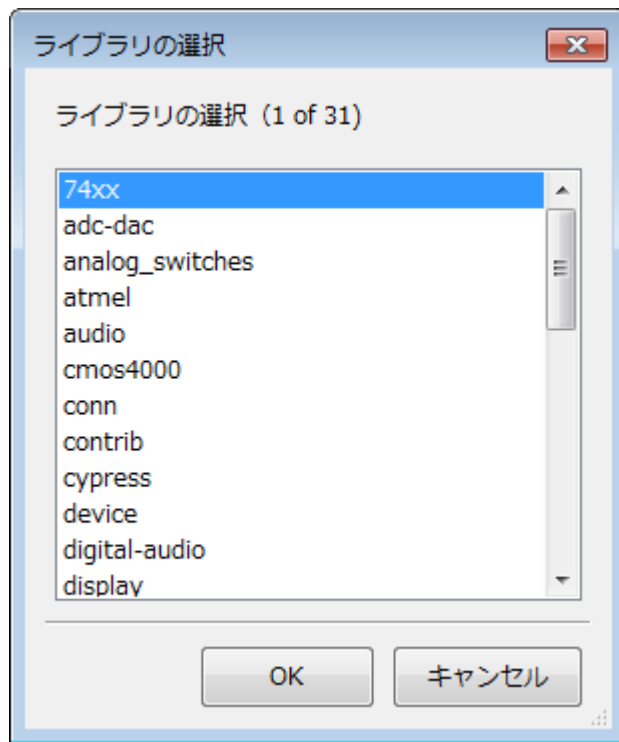 ライブラリの選択
ライブラリの選択 (1 of 31)
74xx
adc-dac
analog_switches
atmel
audio
cmos4000
conn
contrib
cypress
device
digital-audio
display
OK
キャンセル